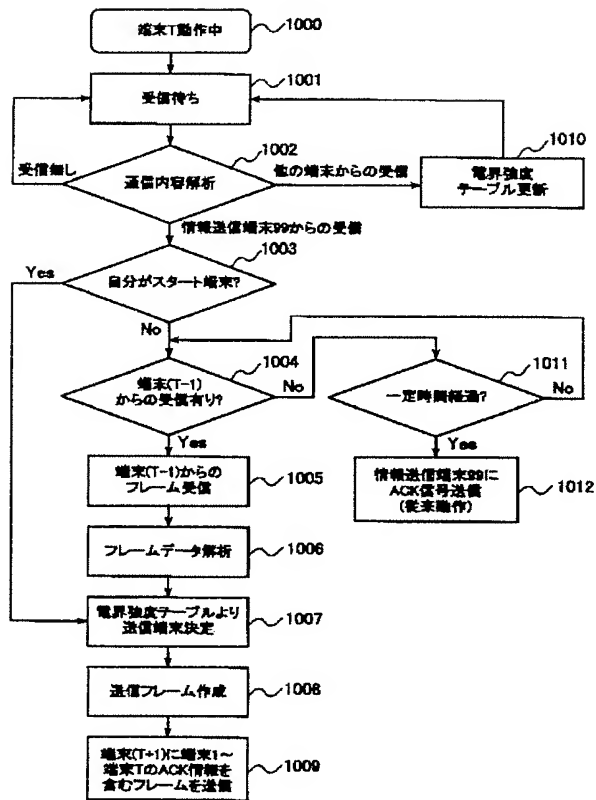 端末T動作中
1000
受信待ち
1001
1002
受信無し
通信内容解析
他の端末からの受信
1010
電界強度
テーブル更新
情報送信端末99からの受信
1003
Yes
自分がスタート端末?
No
1004
端末(T-1)
からの受信有り?
No
1011
一定時間経過?
No
Yes
Yes
端末(T-1)からの
フレーム受信
1005
情報送信端末99に
ACK信号送信
(従来動作)
1012
フレームデータ解析
1006
電界強度テーブルより
送信端末決定
1007
送信フレーム作成
1008
端末(T+1)に端末1~
端末TのACK情報を
含むフレームを送信
1009